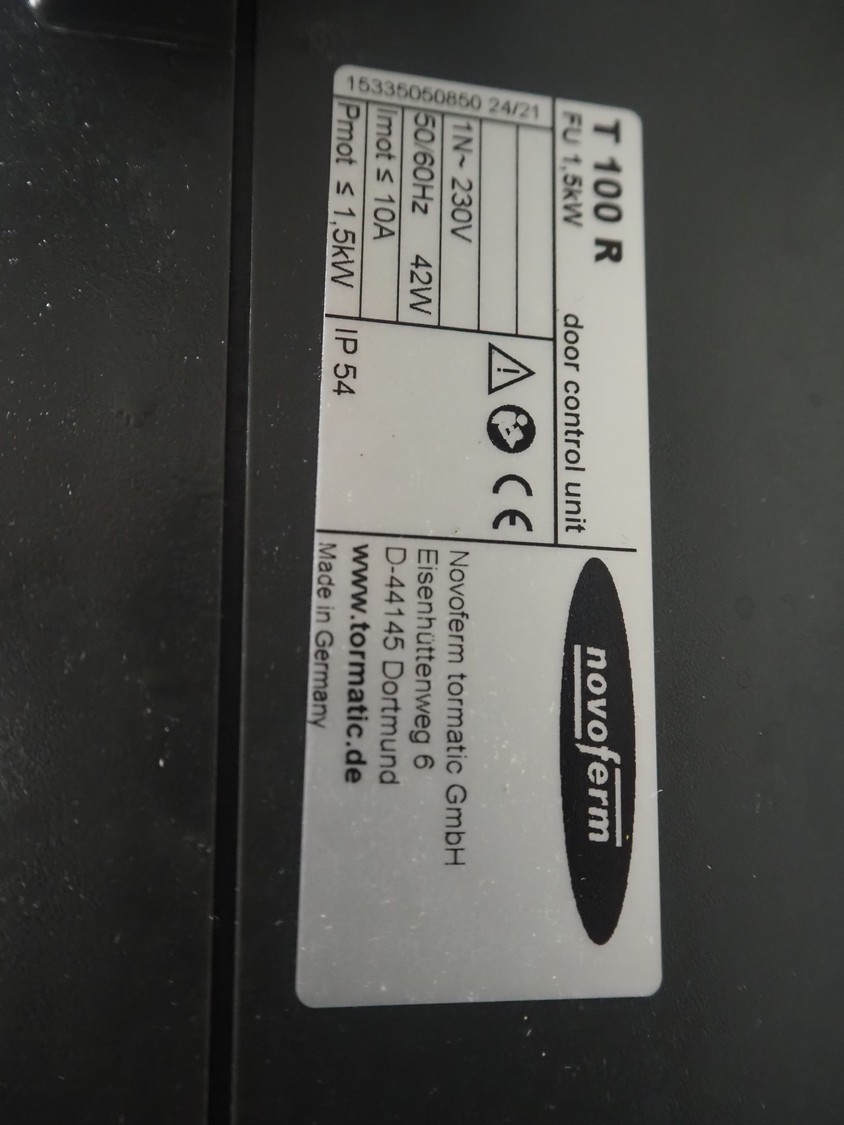 T 100 R
FU 1,5kW
door control unit
1N~ 230V
50/60Hz 42W
Imot ≤ 10A
Pmot ≤ 1,5kW
15335050850 24/21
CE
IP 54
novoferm
Novoferm tormatic GmbH
Eisenhüttenweg 6
D-44145 Dortmund
www.tormatic.de
Made in Germany